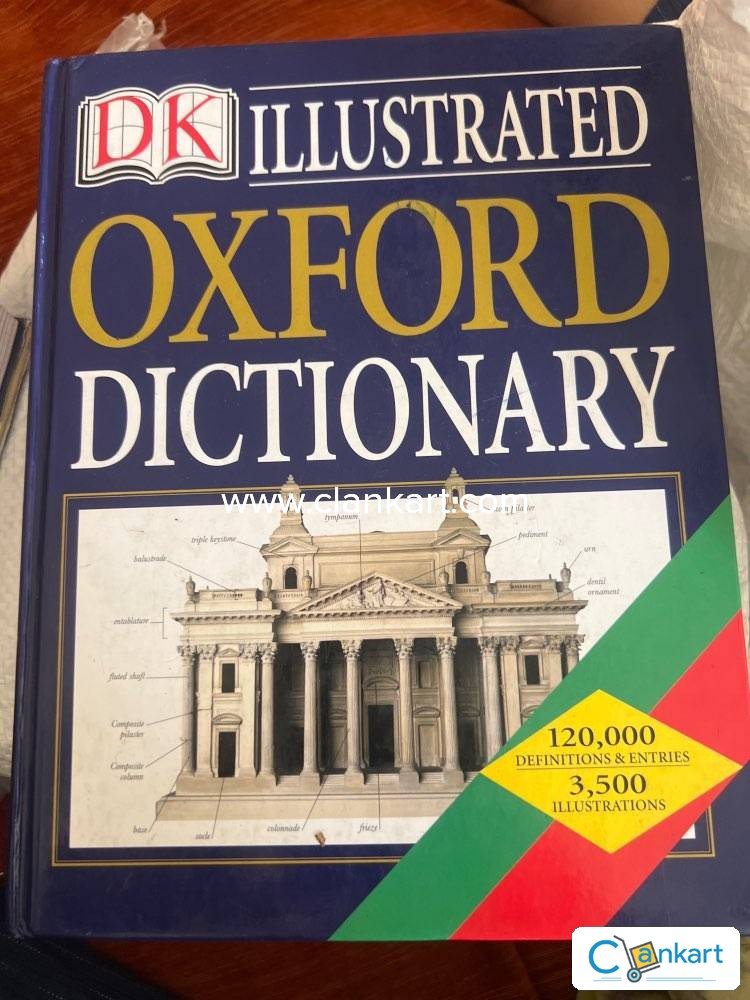 DK ILLUSTRATED
OXFORD
DICTIONARY
www.clankart.com
tympanum
triple keystone
pilaster
pediment
balustrade
urn
dentil
ornament
entablature
fluted shaft
Composite
pilaster
Composite
column
base
socle
colonnade
frieze
120,000
DEFINITIONS & ENTRIES
3,500
ILLUSTRATIONS
Clankart